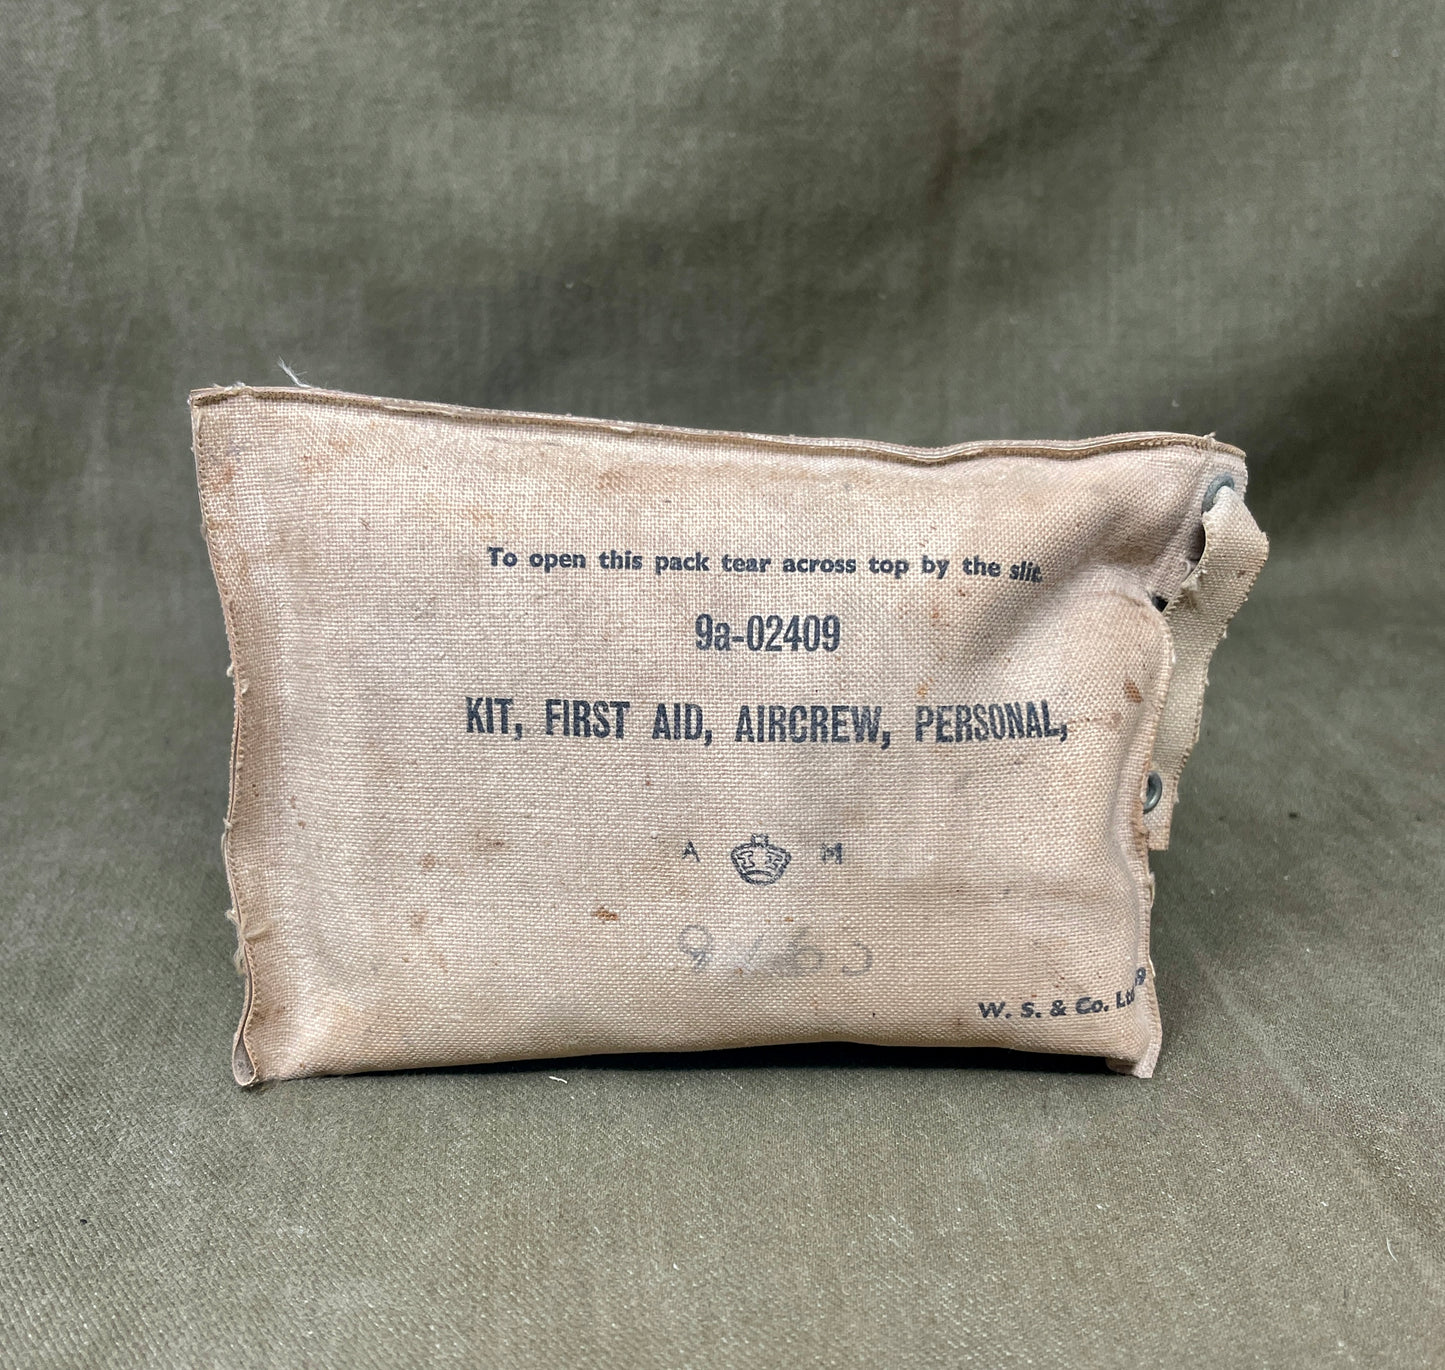 To open this pack tear across top by the slit.
9a-02409
KIT, FIRST AID, AIRCREW, PERSONAL,
A M
W. S. & Co. Ltd